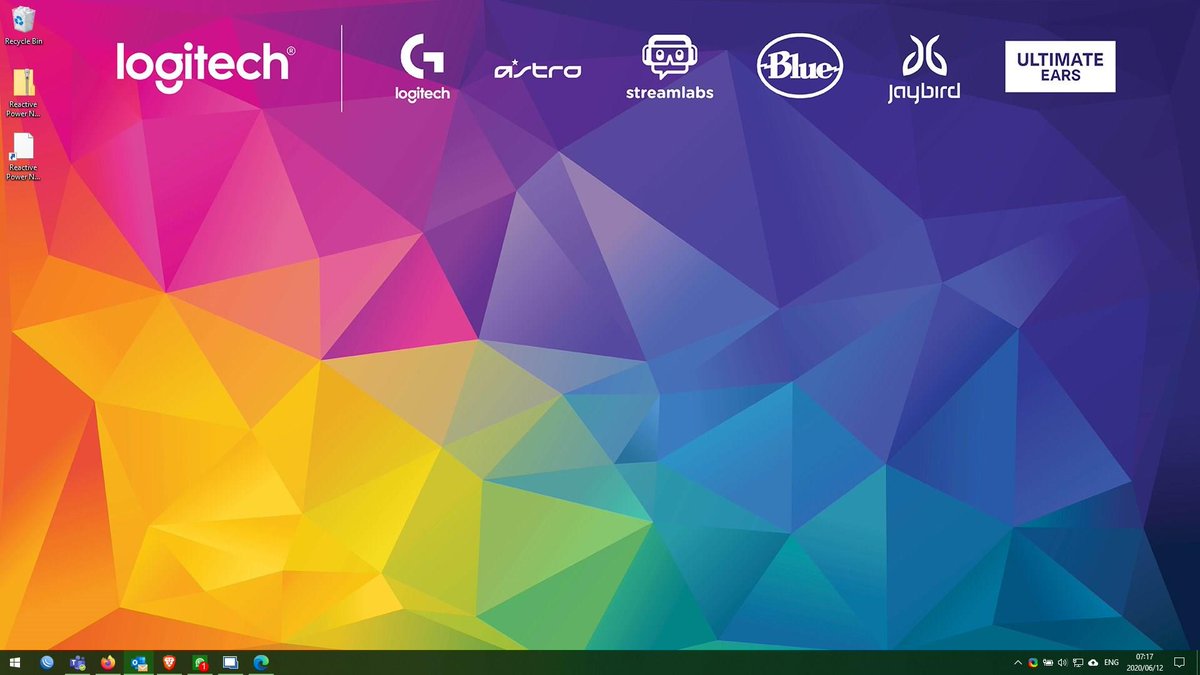 Recycle Bin
Reactive
Power N...
Reactive
Power N...
logitech®
G
logitech
astro
streamlabs
Blue
jaybird
ULTIMATE
EARS
1
ENG
07:17
2020/06/12